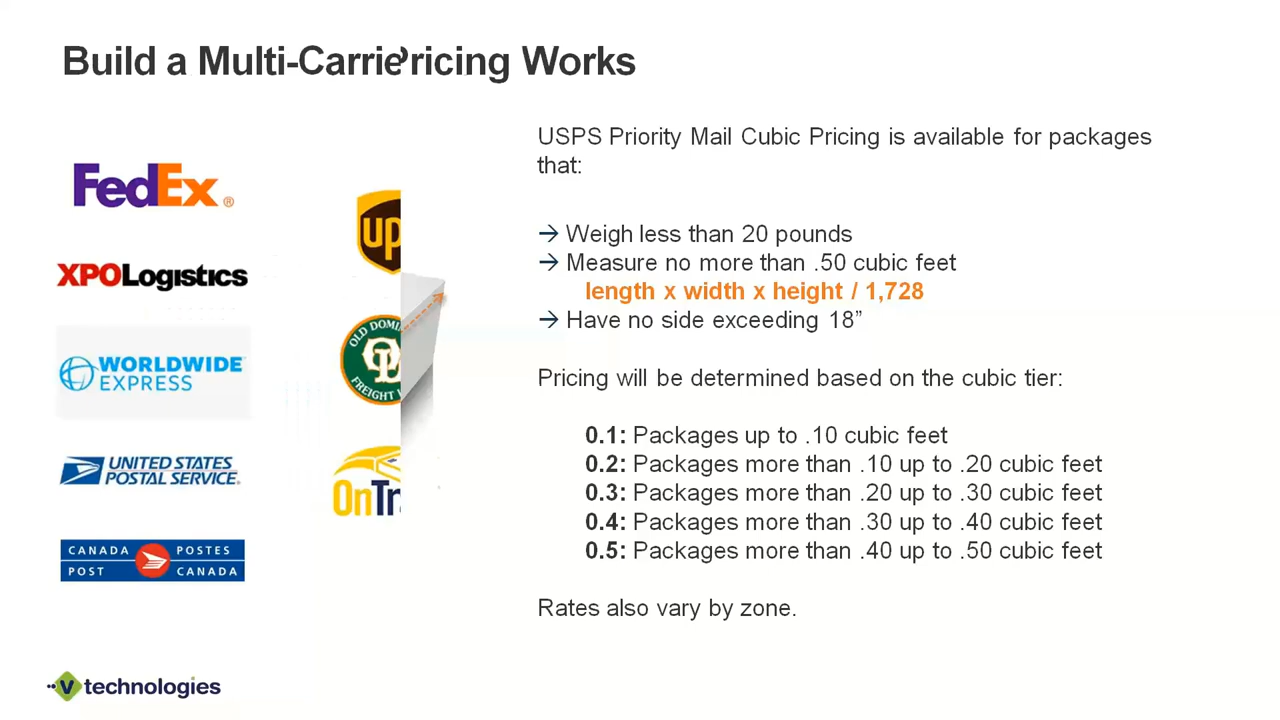 Build a Multi-Carrie ricing Works
FedEx®
XPOLogistics
WORLDWIDE
EXPRESS
UNITED STATES
POSTAL SERVICE®
CANADA POSTES
POST CANADA
up
OLD DOMI
FREIGHT
OnTr
USPS Priority Mail Cubic Pricing is available for packages
that:
→ Weigh less than 20 pounds
→ Measure no more than .50 cubic feet
length x width x height / 1,728
→ Have no side exceeding 18”
Pricing will be determined based on the cubic tier:
0.1: Packages up to .10 cubic feet
0.2: Packages more than .10 up to .20 cubic feet
0.3: Packages more than .20 up to .30 cubic feet
0.4: Packages more than .30 up to .40 cubic feet
0.5: Packages more than .40 up to .50 cubic feet
Rates also vary by zone.
V technologies